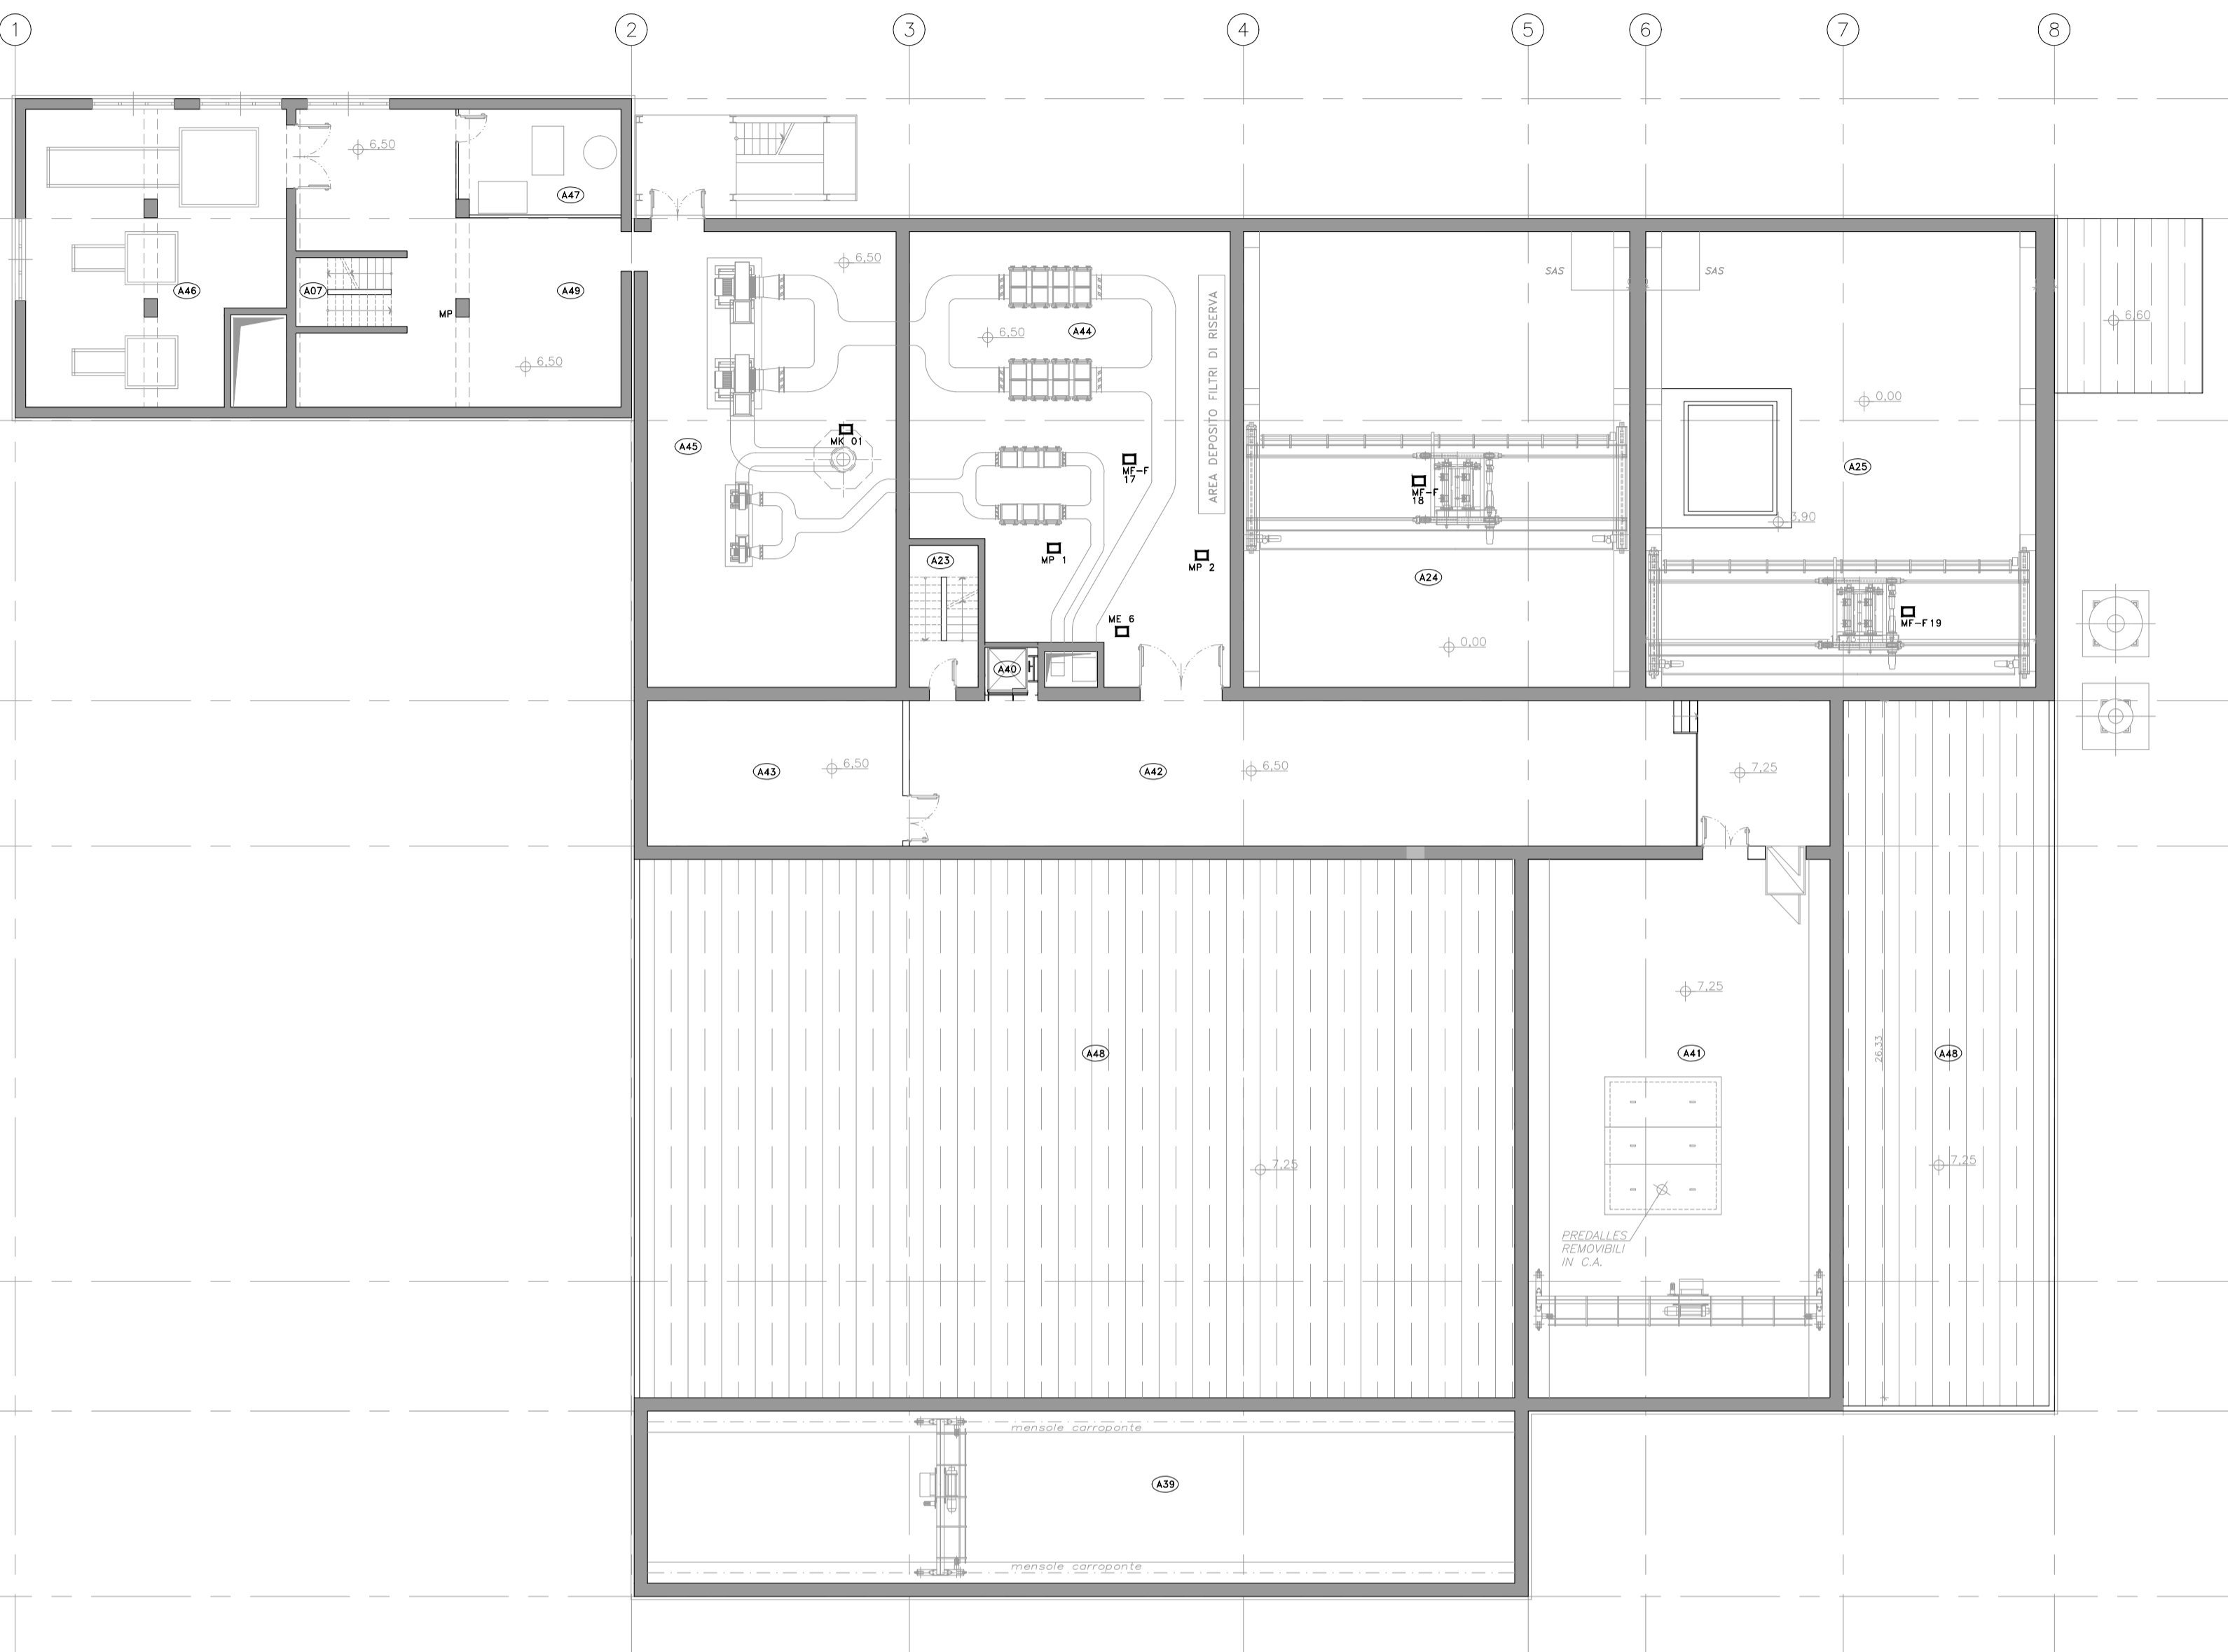 1 2 3 4 5 6 7 8
6,50
A47
A46
A07
A49
MP
6,50
6,50
A45
MK 01
6,50
A44
AREA DEPOSITO FILTRI DI RISERVA
MF-F
17
MP 1
MP 2
ME 6
A23
A40
SAS
SAS
MF-F
18
A24
0,00
0,00
A25
3,90
MF-F19
6,60
A43
6,50
A42
6,50
7,25
A48
7,25
7,25
A41
PREDALLES
REMOVIBILI
IN C.A.
26,33
A48
7,25
mensole carroponte
A39
mensole carroponte